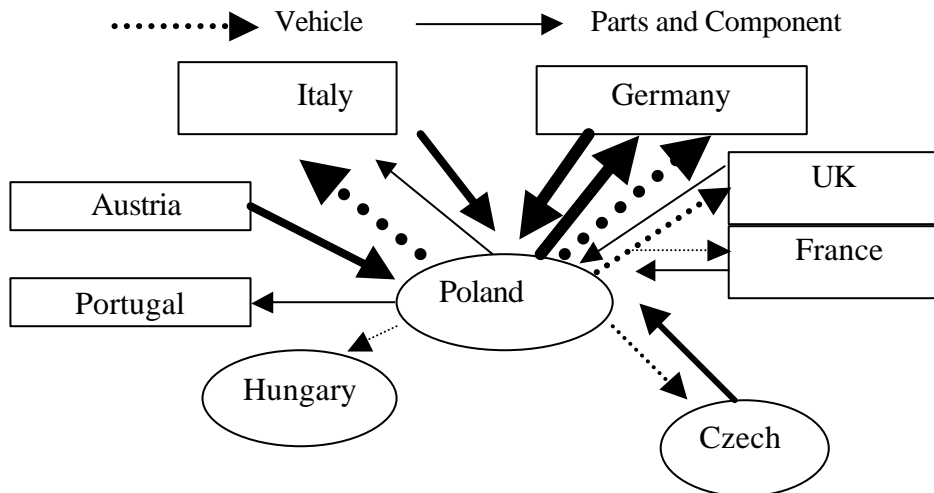 Vehicle
Parts and Component
Italy
Germany
UK
Austria
France
Poland
Portugal
Hungary
Czech